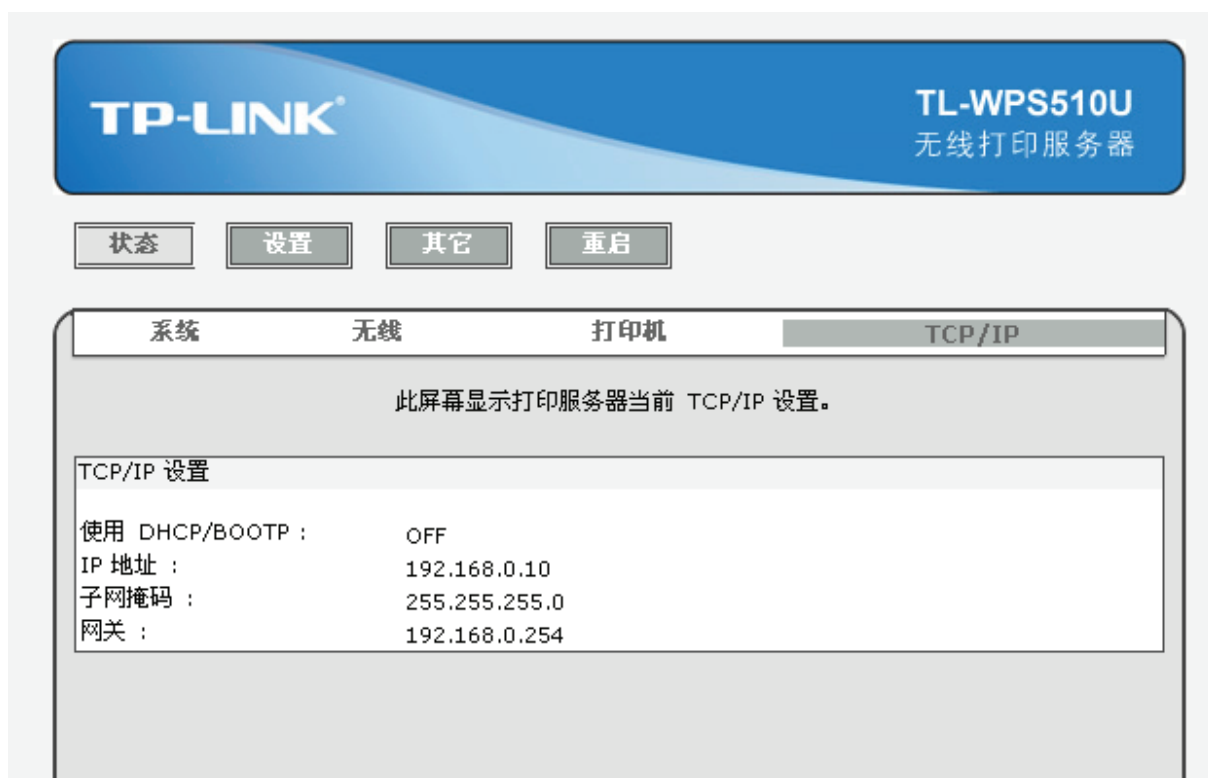 TP-LINK®
TL-WPS510U
无线打印服务器
状态 设置 其它 重启
系统 无线 打印机 TCP/IP
此屏幕显示打印服务器当前 TCP/IP 设置。
TCP/IP 设置
使用 DHCP/BOOTP : OFF
IP 地址 : 192.168.0.10
子网掩码 : 255.255.255.0
网关 : 192.168.0.254